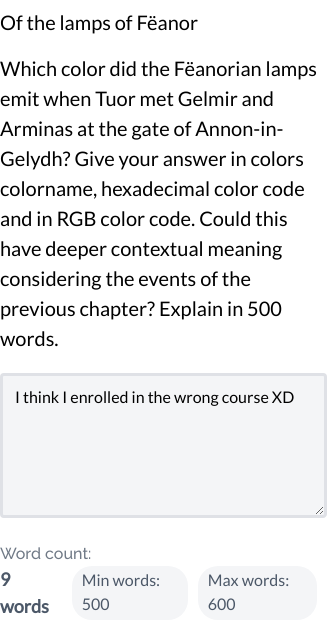 Of the lamps of Fëanor
Which color did the Fëanorian lamps
emit when Tuor met Gelmir and
Arminas at the gate of Annon-in-
Gelydh? Give your answer in colors
colorname, hexadecimal color code
and in RGB color code. Could this
have deeper contextual meaning
considering the events of the
previous chapter? Explain in 500
words.
I think I enrolled in the wrong course XD
Word count:
9
words
Min words:
500
Max words:
600